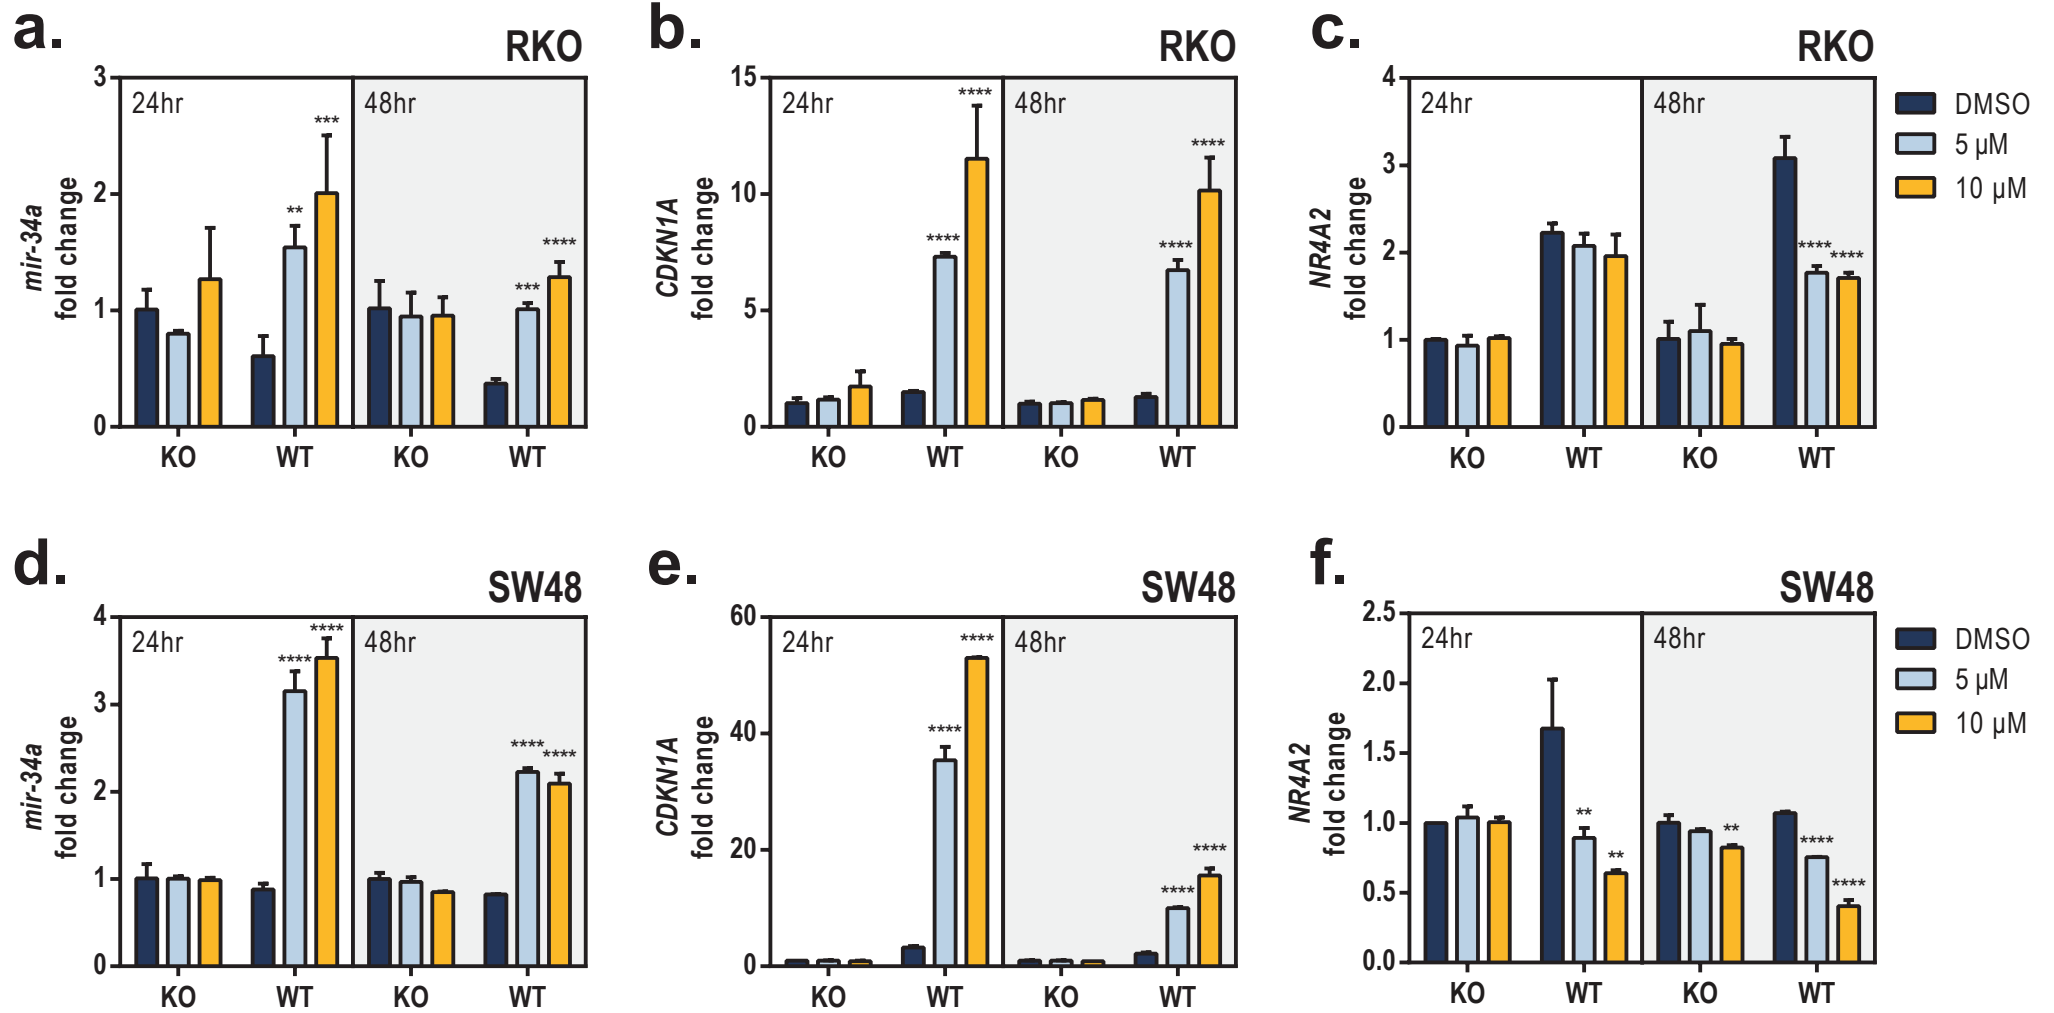 a.
RKO
mir-34a
fold change
3
2
1
0
24hr
48hr
**
***
***
****
KO
WT
KO
WT
b.
RKO
CDKN1A
fold change
15
10
5
0
24hr
48hr
****
****
****
****
KO
WT
KO
WT
c.
RKO
NR4A2
fold change
4
3
2
1
0
24hr
48hr
****
****
KO
WT
KO
WT
DMSO
5 µM
10 µM
d.
SW48
mir-34a
fold change
4
3
2
1
0
24hr
48hr
****
****
****
****
KO
WT
KO
WT
e.
SW48
CDKN1A
fold change
60
40
20
0
24hr
48hr
****
****
****
****
KO
WT
KO
WT
f.
SW48
NR4A2
fold change
2.5
2.0
1.5
1.0
0.5
0.0
24hr
48hr
**
**
**
****
****
KO
WT
KO
WT
DMSO
5 µM
10 µM